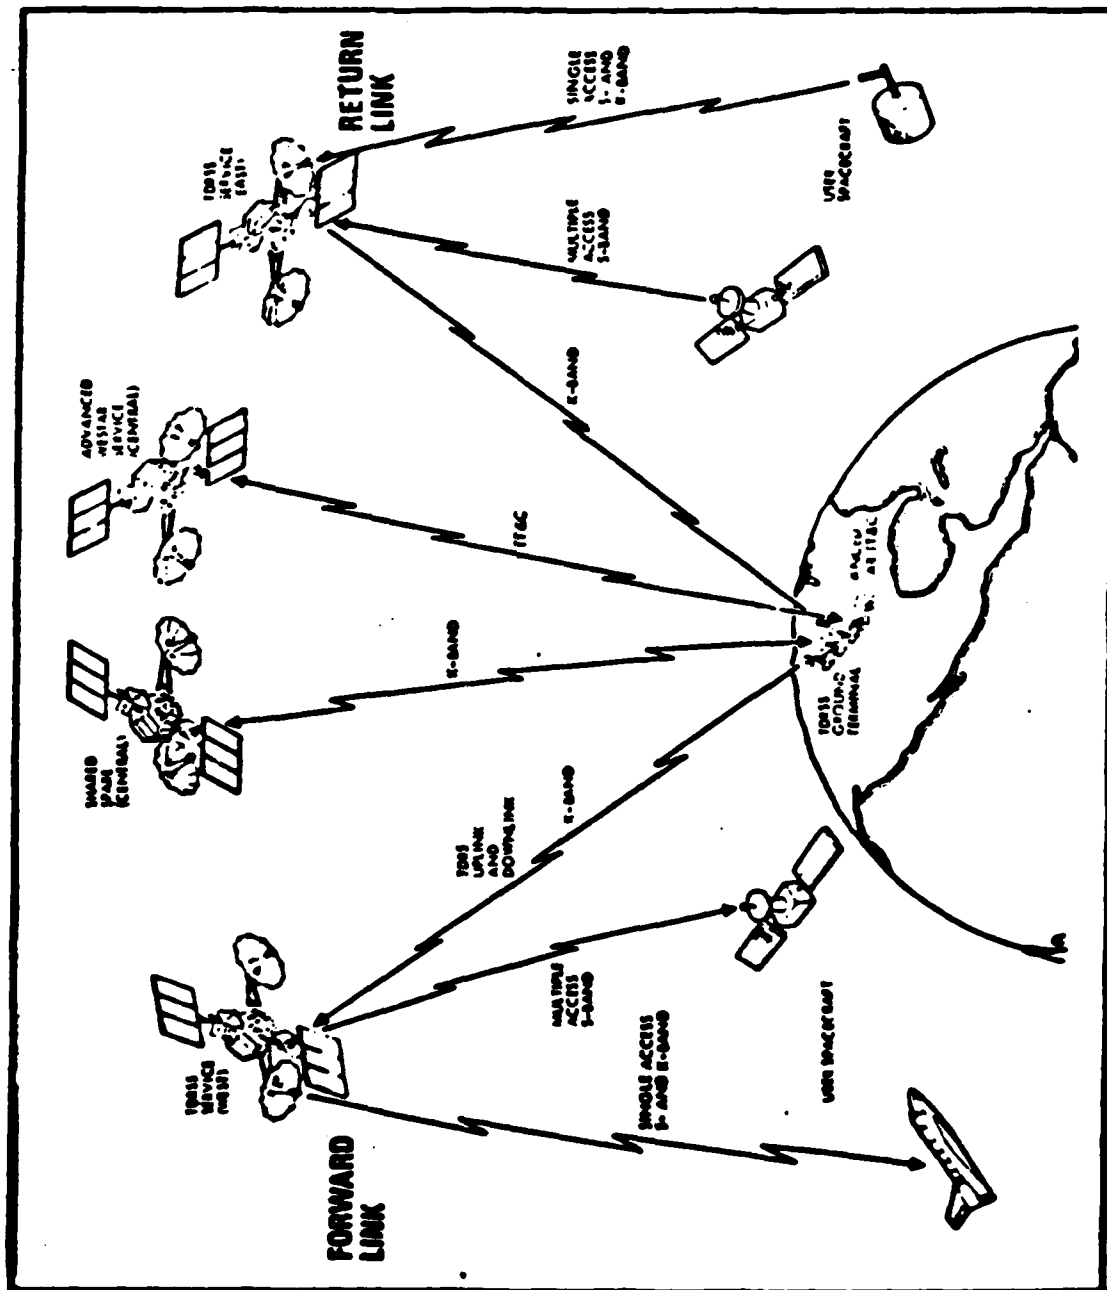 FORWARD
LINK
TDRSS
SERVICE
(WEST)
SHARED
SPARE
(CENTRAL)
ADVANCED
WESTAR
SERVICE
(CENTRAL)
TDRSS
SERVICE
(EAST)
RETURN
LINK
SINGLE ACCESS
S- AND K-BAND
MULTIPLE
ACCESS
S-BAND
TDRS
UPLINK
AND
DOWNLINK
K-BAND
K-BAND
TT&C
K-BAND
MULTIPLE
ACCESS
S-BAND
SINGLE
ACCESS
S- AND
K-BAND
USER SPACECRAFT
TDRSS
GROUND
TERMINAL
TT&C
USER
SPACECRAFT